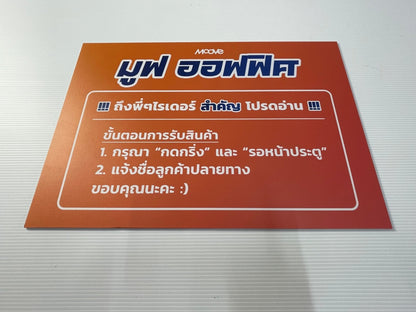 MOOVE
มูฟ ออฟฟิศ
!!! ถึงพี่ๆไรเดอร์ สำคัญ โปรดอ่าน !!!
ขั้นตอนการรับสินค้า
1. กรุณา “กดกริ่ง” และ “รอหน้าประตู”
2. แจ้งชื่อลูกค้าปลายทาง
ขอบคุณนะคะ :)